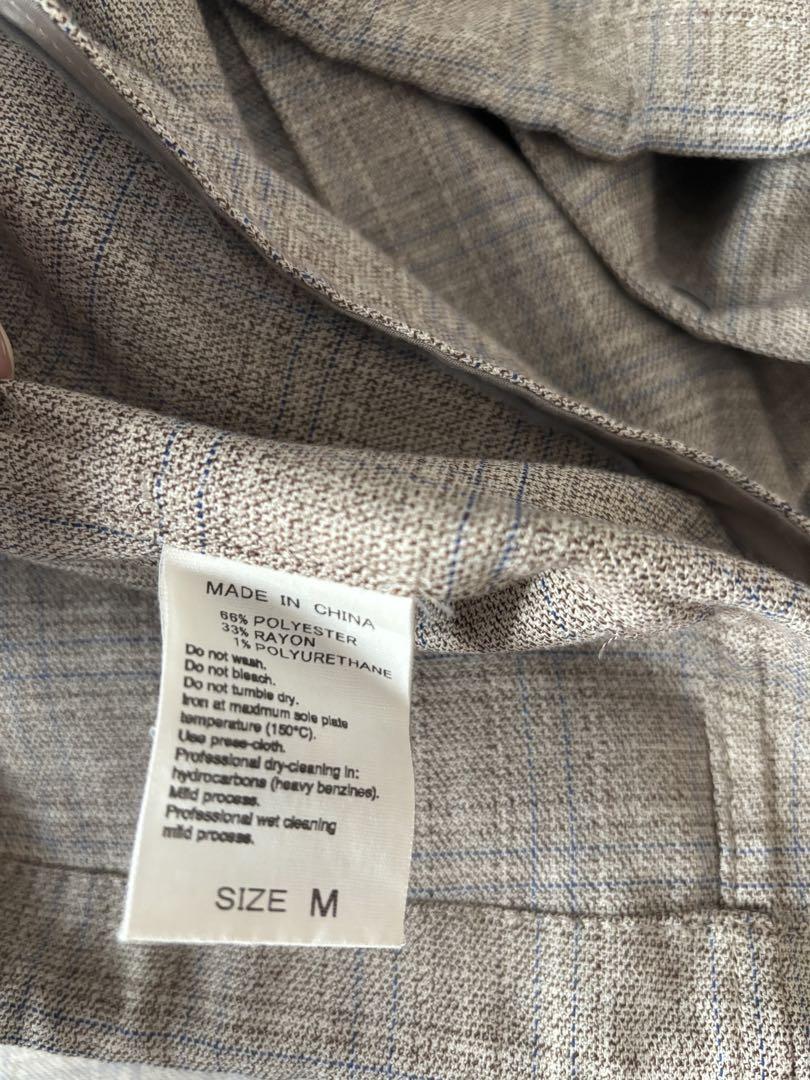 MADE IN CHINA
66% POLYESTER
33% RAYON
1% POLYURETHANE
Do not wash.
Do not bleach.
Do not tumble dry.
Iron at maximum sole plate
temperature (150°C).
Use press-cloth.
Professional dry-cleaning in:
hydrocarbons (heavy benzines).
Mild process.
Professional wet cleaning
mild process.
SIZE M